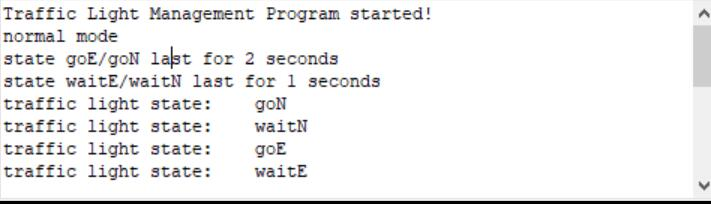 Traffic Light Management Program started!
normal mode
state goE/goN last for 2 seconds
state waitE/waitN last for 1 seconds
traffic light state:    goN
traffic light state:    waitN
traffic light state:    goE
traffic light state:    waitE